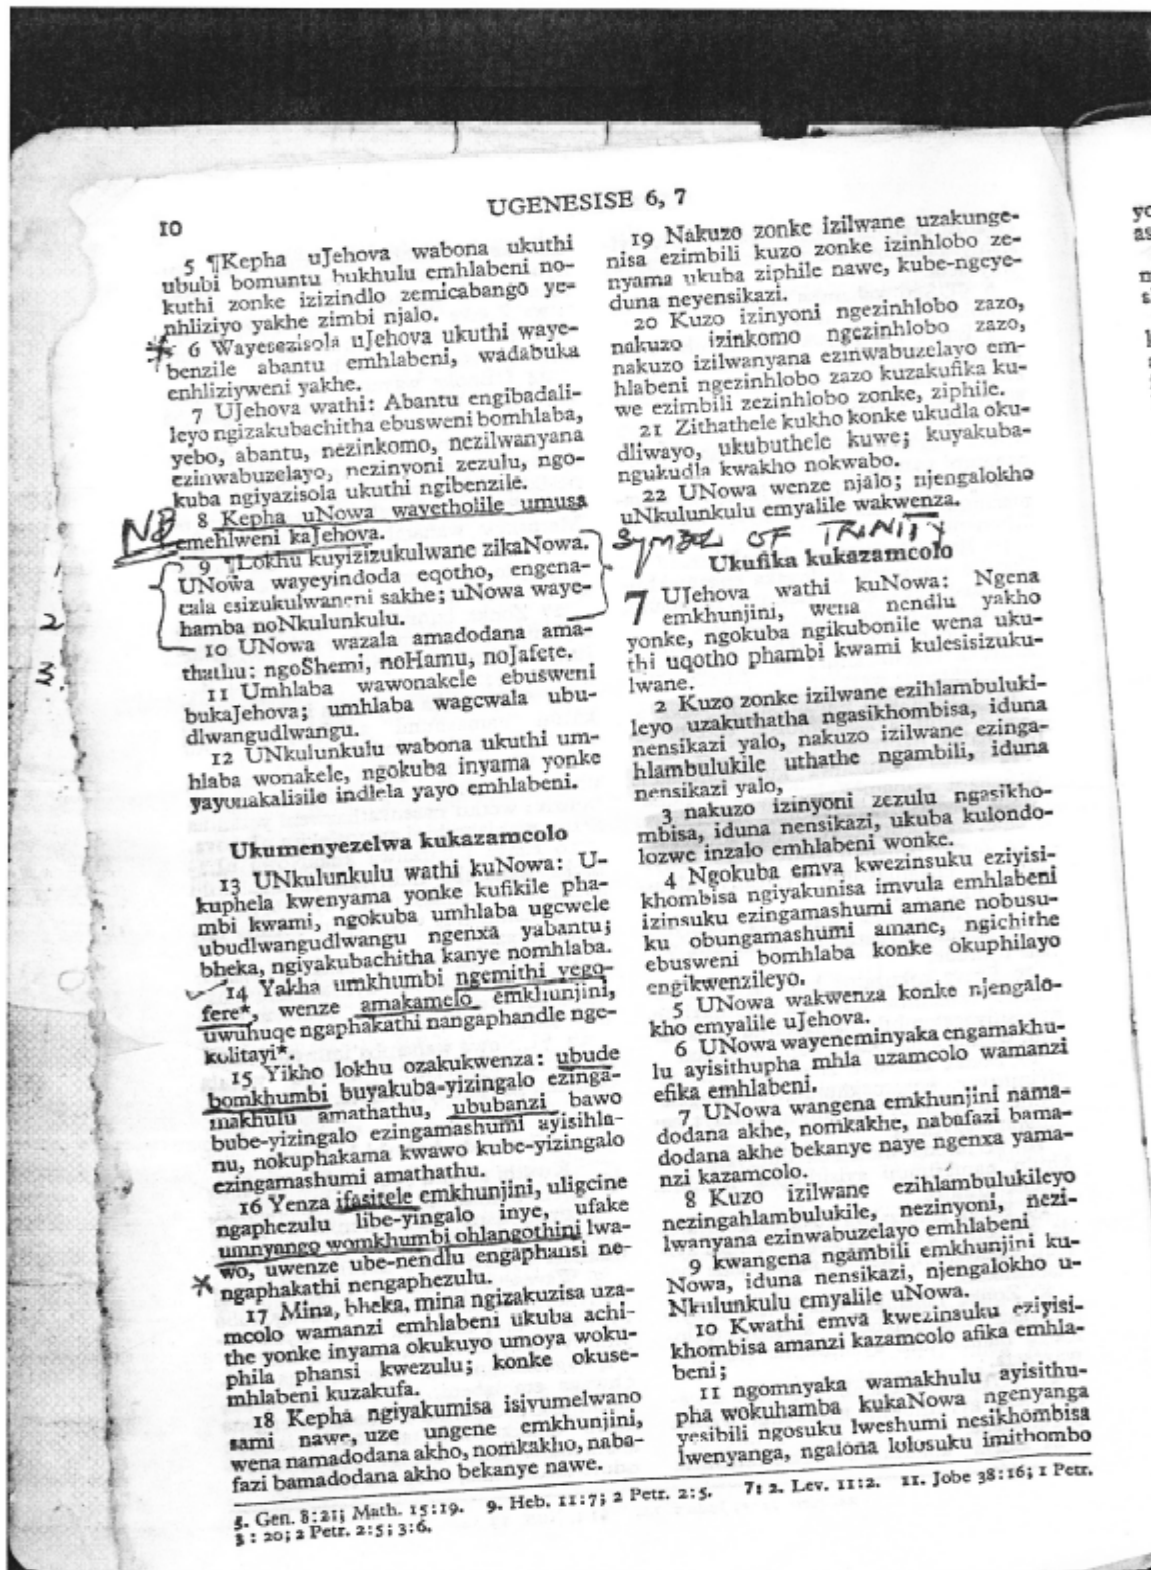 10
UGENESISE 6, 7
5 ¶Kepha uJehova wabona ukuthi
ububi bomuntu bukhulu emhlabeni no-
kuthi zonke izizindlo zemicabango ye-
nhliziyo yakhe zimbi njalo.
6 Wayesezisola uJehova ukuthi waye-
benzile abantu emhlabeni, wadabuka
enhliziyweni yakhe.
7 UJehova wathi: Abantu engibadali-
leyo ngizakubachitha ebusweni bomhlaba,
yebo, abantu, nezinkomo, nezilwanyana
ezinwabuzelayo, nezinyoni zezulu, ngo-
kuba ngiyazisola ukuthi ngibenzile.
NB
8 Kepha uNowa wayetholile umusa
emehlweni kaJehova.
9 ¶Lokhu kuyizizukulwane zikaNowa.
UNowa wayeyindoda eqotho, engena-
cala esizukulwaneni sakhe; uNowa waye-
hamba noNkulunkulu.
2
3
10 UNowa wazala amadodana ama-
thathu: ngoShemi, noHamu, noJafete.
11 Umhlaba wawonakele ebusweni
bukaJehova; umhlaba wagcwala ubu-
dlwangudlwangu.
12 UNkulunkulu wabona ukuthi um-
hlaba wonakele, ngokuba inyama yonke
yayonakalisile indlela yayo emhlabeni.
Ukumenyezelwa kukazamcolo
13 UNkulunkulu wathi kuNowa: U-
kuphela kwenyama yonke kufikile pha-
mbi kwami, ngokuba umhlaba ugcwele
ubudlwangudlwangu ngenxa yabantu;
bheka, ngiyakubachitha kanye nomhlaba.
14 Yakha umkhumbi ngemithi yego-
fere*, wenze amakamelo emkhunjini,
uwuhuqe ngaphakathi nangaphandle nge-
kolitayi*.
15 Yikho lokhu ozakukwenza: ubude
bomkhumbi buyakuba-yizingalo ezinga-
makhulu amathathu, ububanzi bawo
bube-yizingalo ezingamashumi ayisihla-
nu, nokuphakama kwawo kube-yizingalo
ezingamashumi amathathu.
16 Yenza ifasitele emkhunjini, uligcine
ngaphezulu libe-yingalo inye, ufake
umnyango womkhumbi ohlangothini lwa-
wo, uwenze ube-nendlu engaphansi ne-
ngaphakathi nengaphezulu.
17 Mina, bheka, mina ngizakuzisa uza-
mcolo wamanzi emhlabeni ukuba achi-
the yonke inyama okukuyo umoya woku-
phila phansi kwezulu; konke okuse-
mhlabeni kuzakufa.
18 Kepha ngiyakumisa isivumelwano
sami nawe, uze ungene emkhunjini,
wena namadodana akho, nomkakho, naba-
fazi bamadodana akho bekanye nawe.
19 Nakuzo zonke izilwane uzakunge-
nisa ezimbili kuzo zonke izinhlobo ze-
nyama ukuba ziphile nawe, kube-ngeye-
duna neyensikazi.
20 Kuzo izinyoni ngezinhlobo zazo,
nakuzo izinkomo ngezinhlobo zazo,
nakuzo izilwanyana ezinwabuzelayo em-
hlabeni ngezinhlobo zazo kuzakufika ku-
we ezimbili zezinhlobo zonke, ziphile.
21 Zithathele kukho konke ukudla oku-
dliwayo, ukubuthele kuwe; kuyakuba-
ngukudla kwakho nokwabo.
22 UNowa wenze njalo; njengalokho
uNkulunkulu emyalile wakwenza.
SYMBOL OF TRINITY
Ukufika kukazamcolo
7 UJehova wathi kuNowa: Ngena
emkhunjini, wena nendlu yakho
yonke, ngokuba ngikubonile wena uku-
thi uqotho phambi kwami kulesisizuku-
lwane.
2 Kuzo zonke izilwane ezihlambuluki-
leyo uzakuthatha ngasikhombisa, iduna
nensikazi yalo, nakuzo izilwane ezinga-
hlambulukile uthathe ngambili, iduna
nensikazi yalo,
3 nakuzo izinyoni zezulu ngasikho-
mbisa, iduna nensikazi, ukuba kulondo-
lozwe inzalo emhlabeni wonke.
4 Ngokuba emva kwezinsuku eziyisi-
khombisa ngiyakunisa imvula emhlabeni
izinsuku ezingamashumi amane nobusu-
ku obungamashumi amane, ngichithe
ebusweni bomhlaba konke okuphilayo
engikwenzileyo.
5 UNowa wakwenza konke njengalo-
kho emyalile uJehova.
6 UNowa wayeneminyaka engamakhu-
lu ayisithupha mhla uzamcolo wamanzi
efika emhlabeni.
7 UNowa wangena emkhunjini nama-
dodana akhe, nomkakhe, nabafazi bama-
dodana akhe bekanye naye ngenxa yama-
nzi kazamcolo.
8 Kuzo izilwane ezihlambulukileyo
nezingahlambulukile, nezinyoni, nezi-
lwanyana ezinwabuzelayo emhlabeni
9 kwangena ngambili emkhunjini ku-
Nowa, iduna nensikazi, njengalokho u-
Nkulunkulu emyalile uNowa.
10 Kwathi emva kwezinsuku eziyisi-
khombisa amanzi kazamcolo afika emhla-
beni;
11 ngomnyaka wamakhulu ayisithu-
pha wokuhamba kukaNowa ngenyanga
yesibili ngosuku lweshumi nesikhombisa
lwenyanga, ngalona lolusuku imithombo
5. Gen. 8:21; Math. 15:19. 9. Heb. 11:7; 2 Petr. 2:5. 7: 2. Lev. 11:2. 11. Jobe 38:16; 1 Petr.
3:20; 2 Petr. 2:5; 3:6.